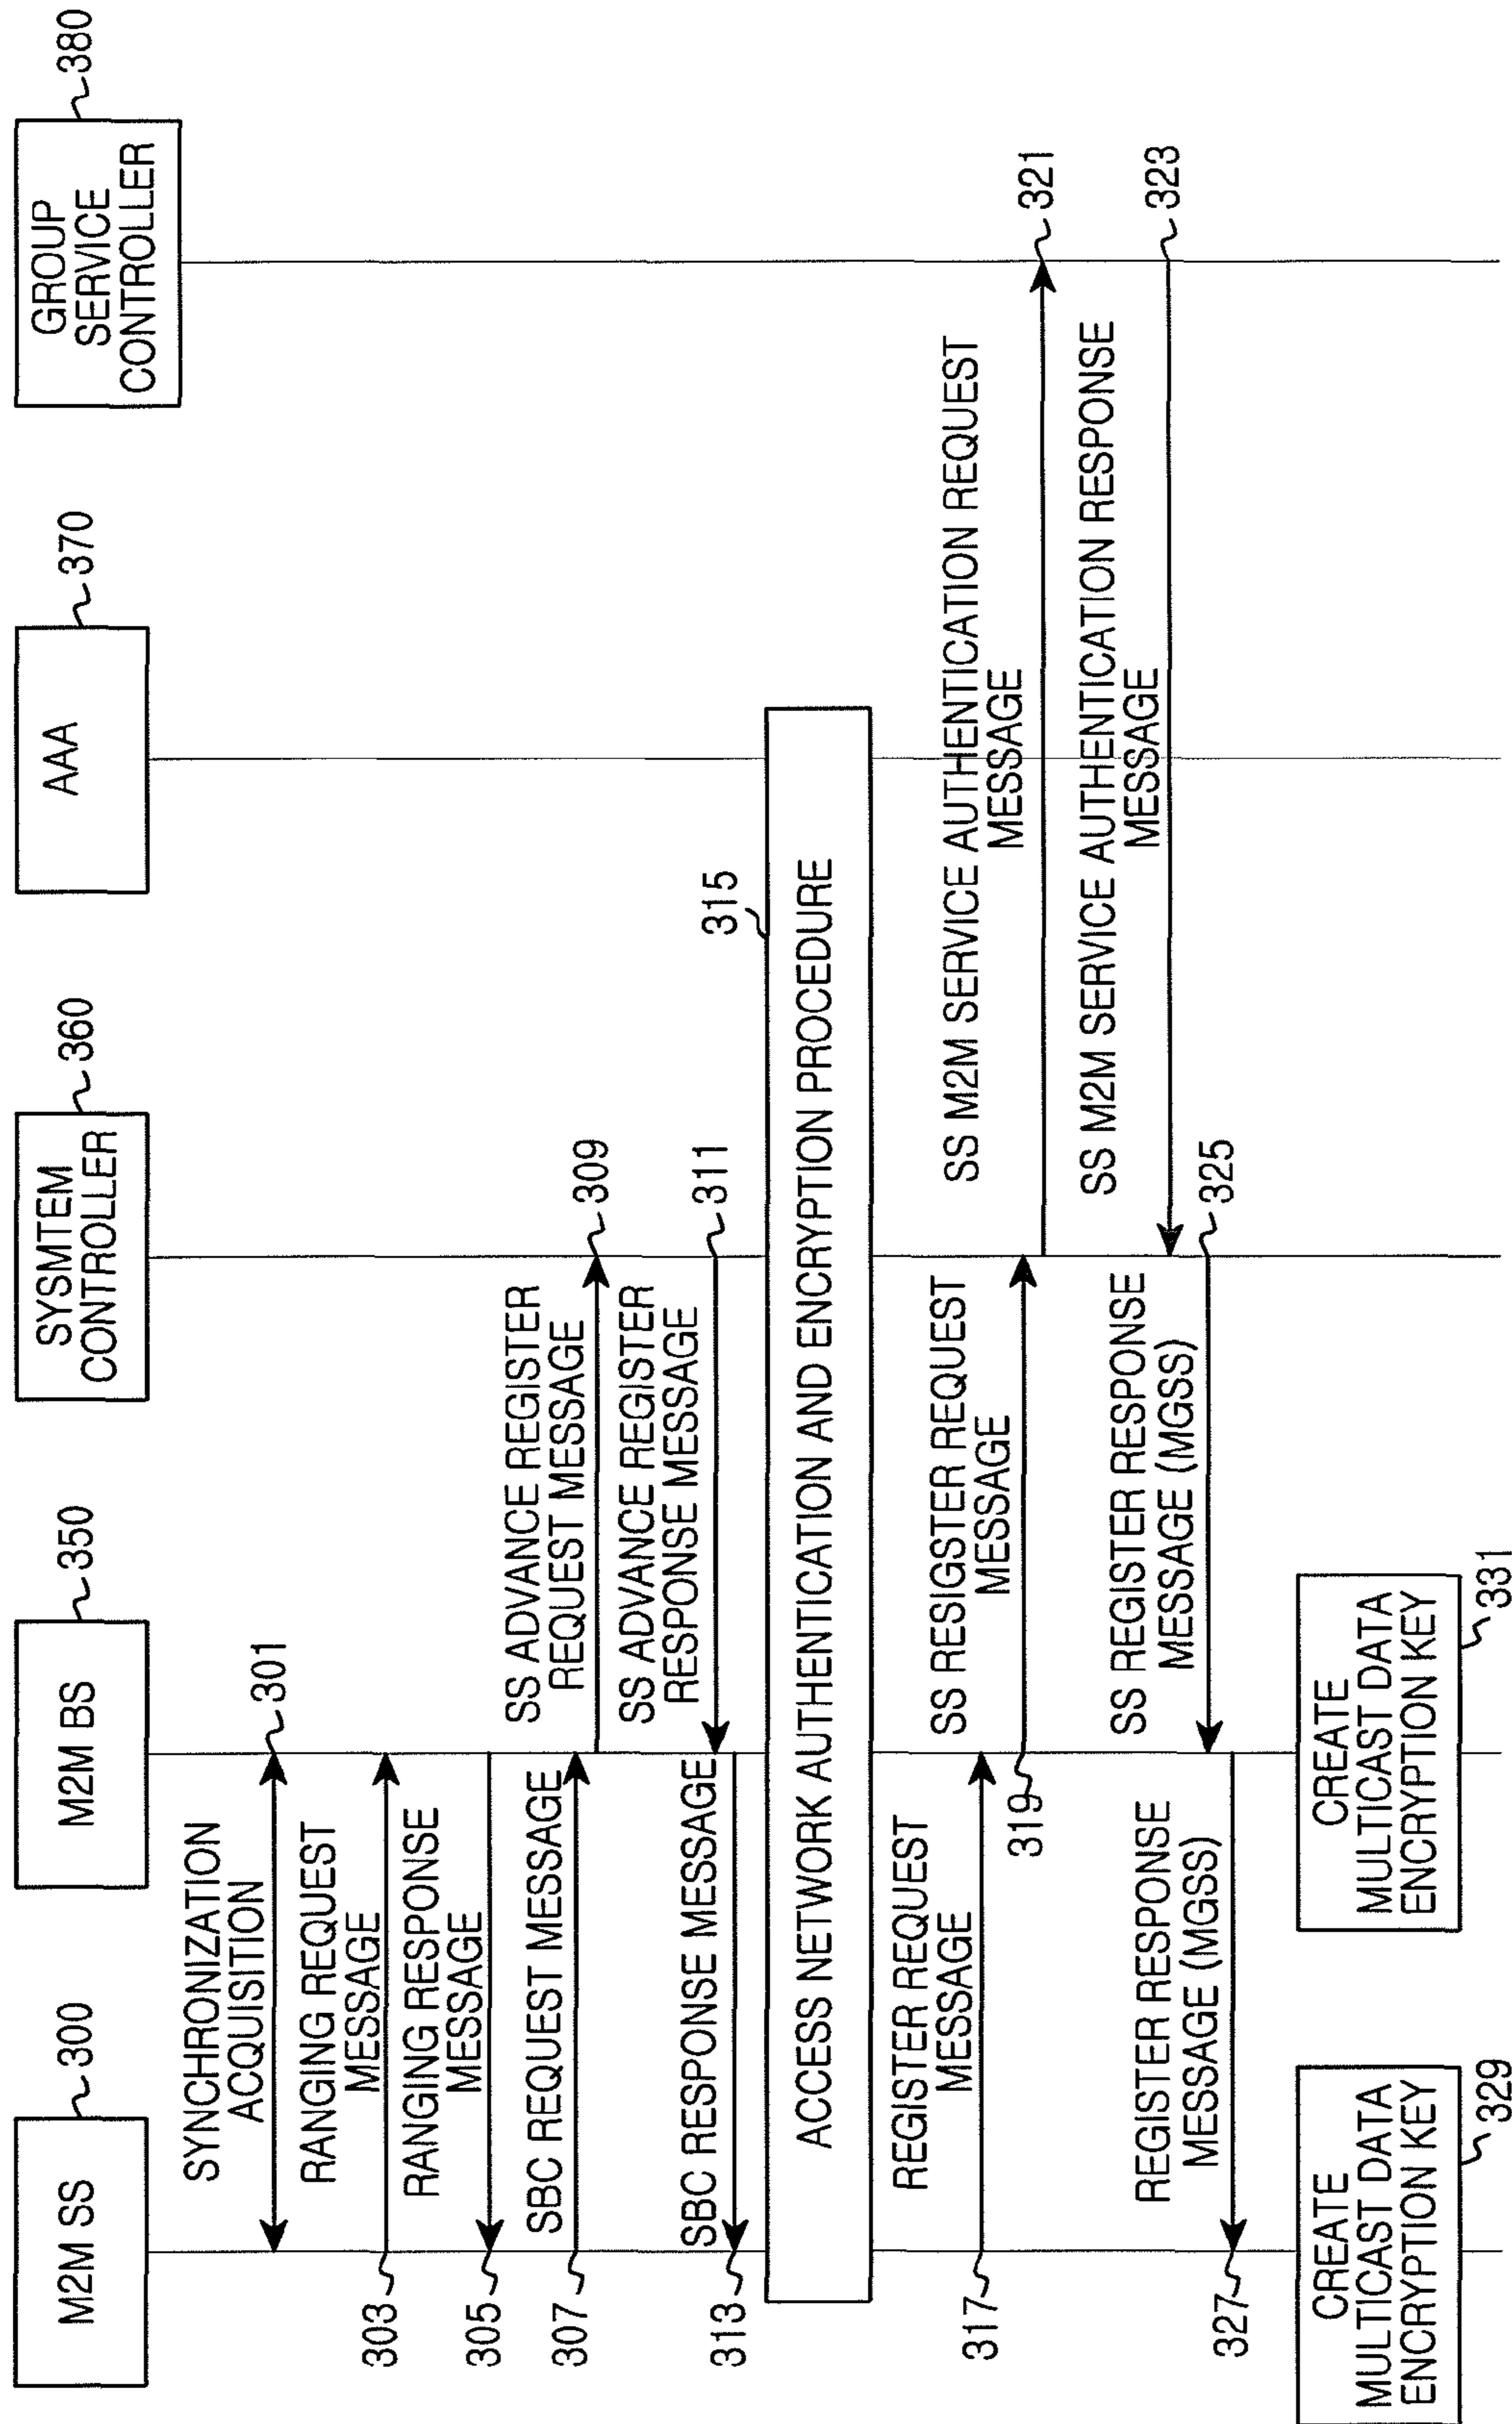 M2M SS
300
M2M BS
350
SYSMTEM
CONTROLLER
360
AAA
370
GROUP
SERVICE
CONTROLLER
380
SYNCHRONIZATION
ACQUISITION
301
RANGING REQUEST
MESSAGE
303
RANGING RESPONSE
MESSAGE
305
SBC REQUEST MESSAGE
307
SS ADVANCE REGISTER
REQUEST MESSAGE
309
SS ADVANCE REGISTER
RESPONSE MESSAGE
311
SBC RESPONSE MESSAGE
313
315
ACCESS NETWORK AUTHENTICATION AND ENCRYPTION PROCEDURE
REGISTER REQUEST
MESSAGE
317
SS RESIGSTER REQUEST
MESSAGE
319
SS M2M SERVICE AUTHENTICATION REQUEST
MESSAGE
321
SS M2M SERVICE AUTHENTICATION RESPONSE
MESSAGE
323
SS REGISTER RESPONSE
MESSAGE (MGSS)
325
REGISTER RESPONSE
MESSAGE (MGSS)
327
CREATE
MULTICAST DATA
ENCRYPTION KEY
329
CREATE
MULTICAST DATA
ENCRYPTION KEY
331